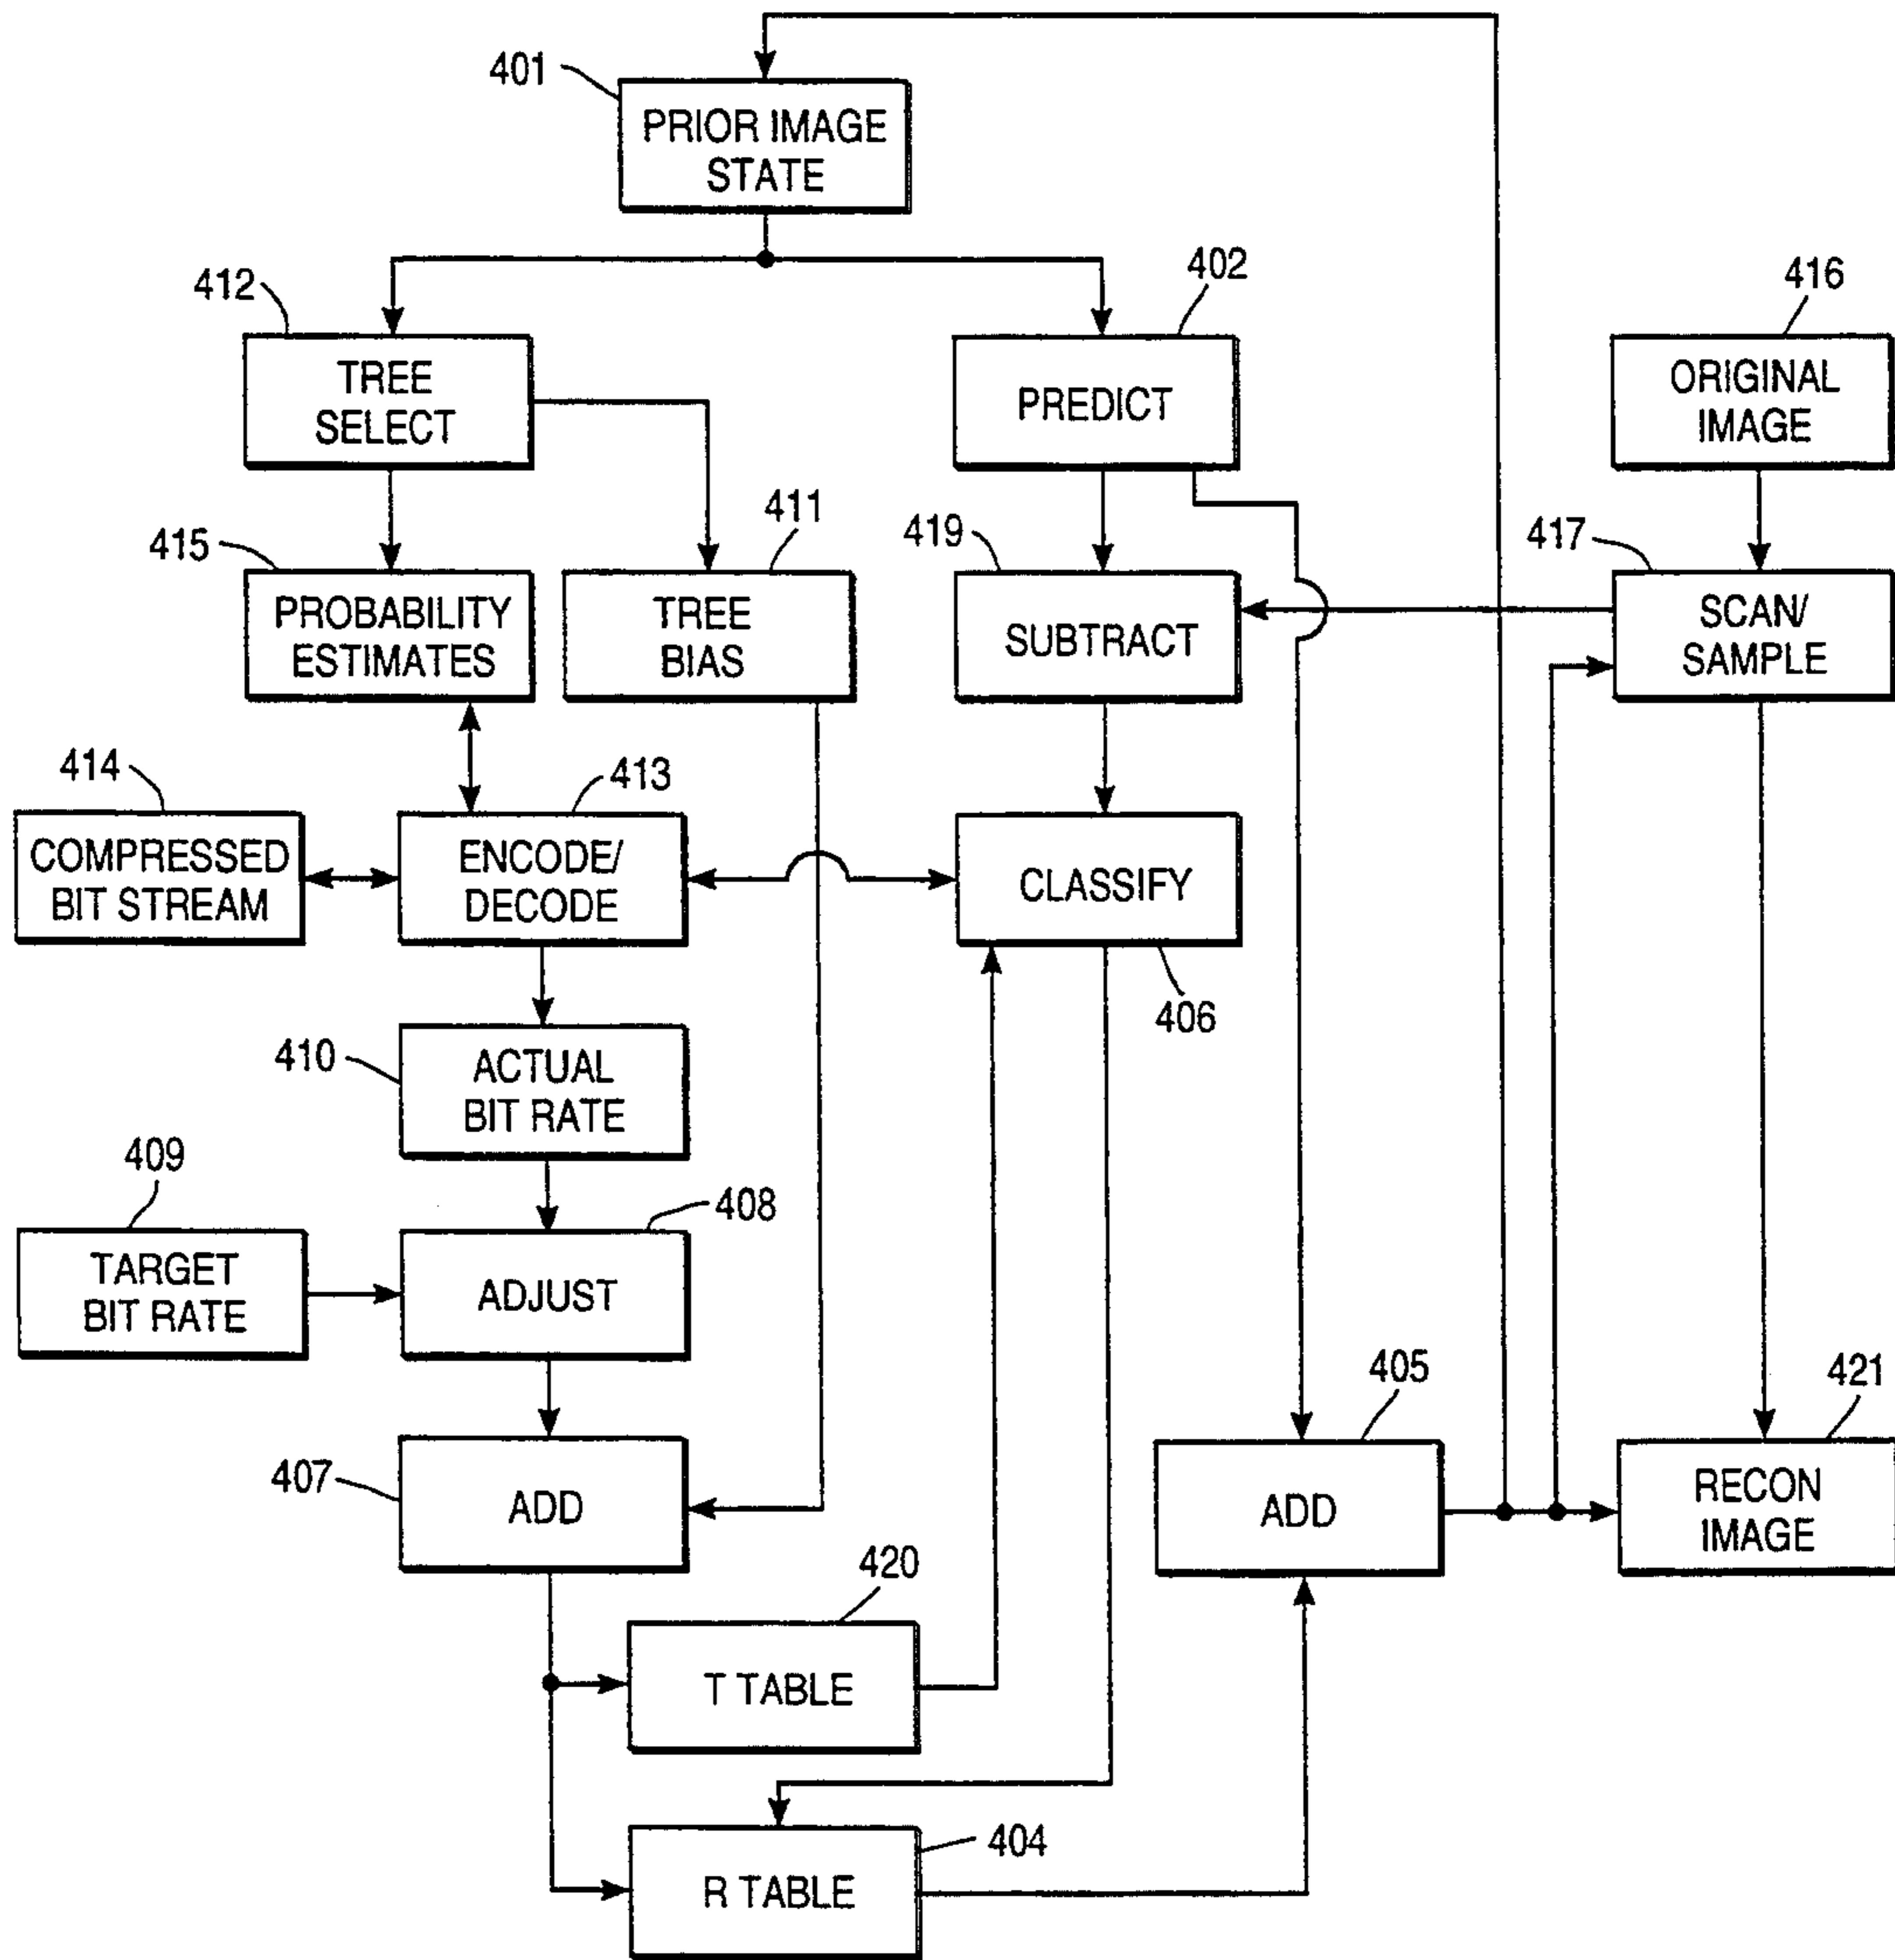 401
PRIOR IMAGE
STATE
412
402
416
TREE
SELECT
PREDICT
ORIGINAL
IMAGE
415
411
419
417
PROBABILITY
ESTIMATES
TREE
BIAS
SUBTRACT
SCAN/
SAMPLE
414
413
COMPRESSED
BIT STREAM
ENCODE/
DECODE
CLASSIFY
406
410
ACTUAL
BIT RATE
409
408
TARGET
BIT RATE
ADJUST
405
421
407
ADD
ADD
RECON
IMAGE
420
T TABLE
404
R TABLE